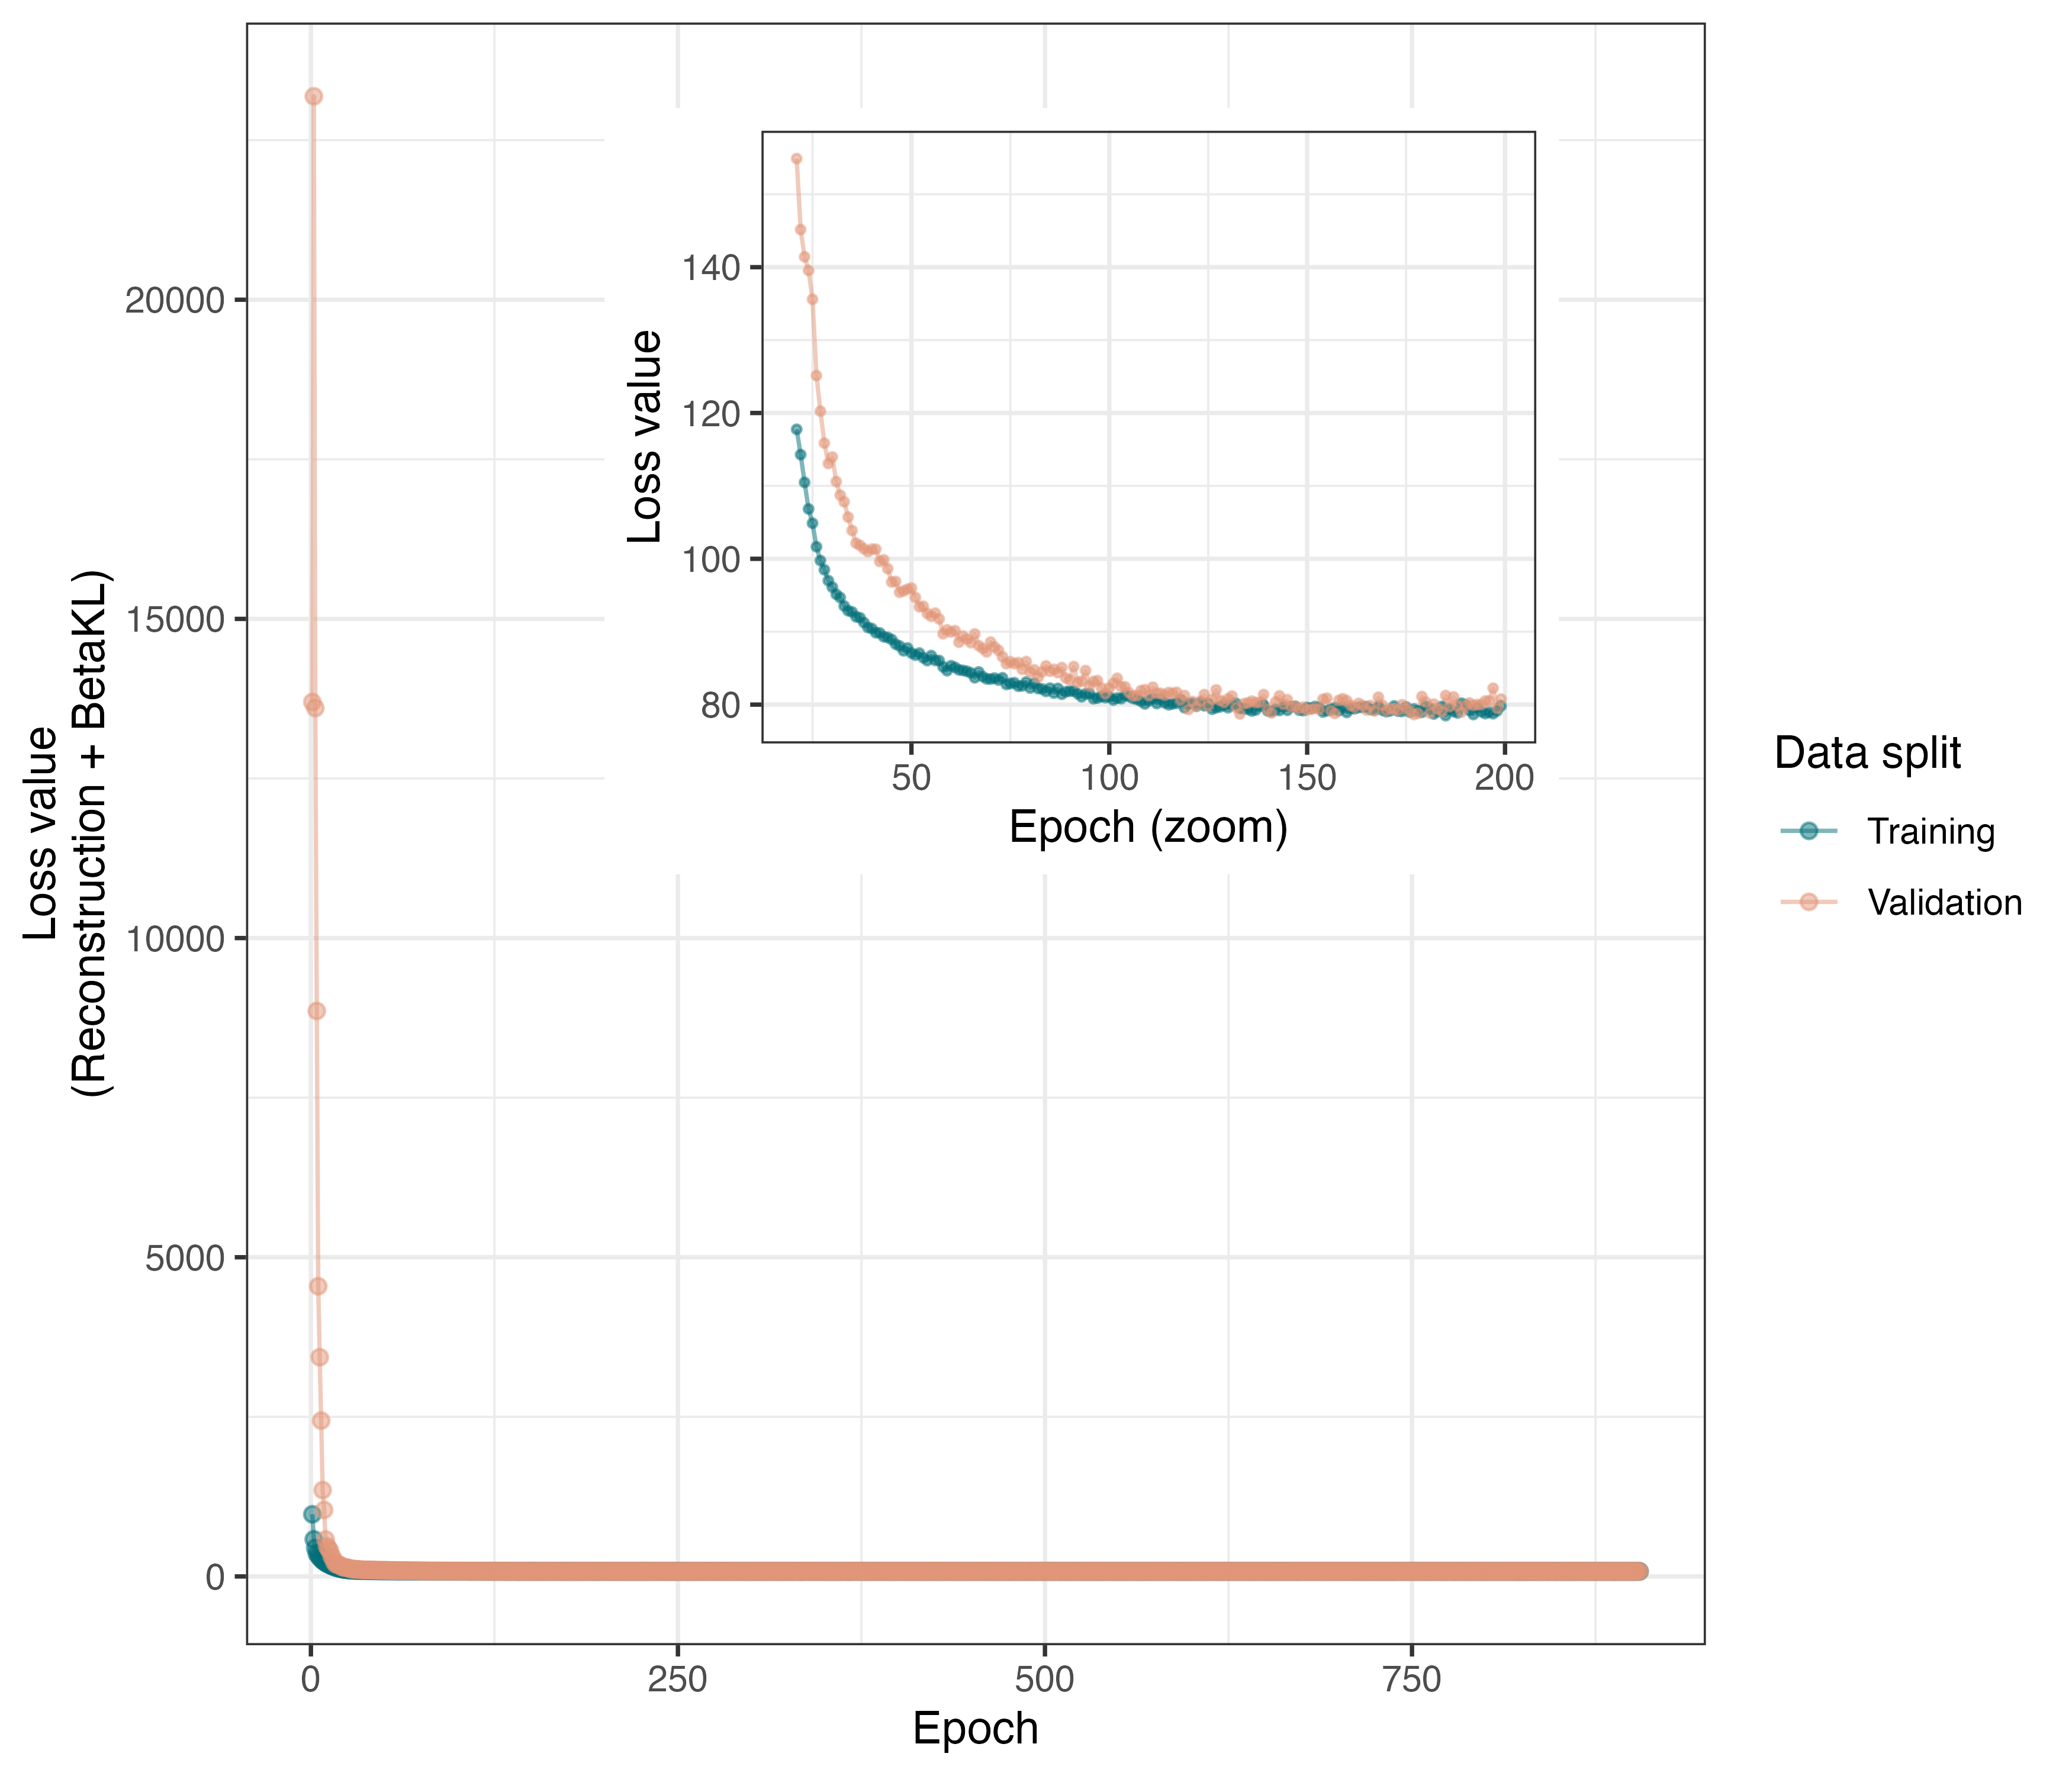 Loss value
(Reconstruction + BetaKL)
20000
15000
10000
5000
0
0
250
500
750
Epoch
Loss value
140
120
100
80
50
100
150
200
Epoch (zoom)
Data split
Training
Validation